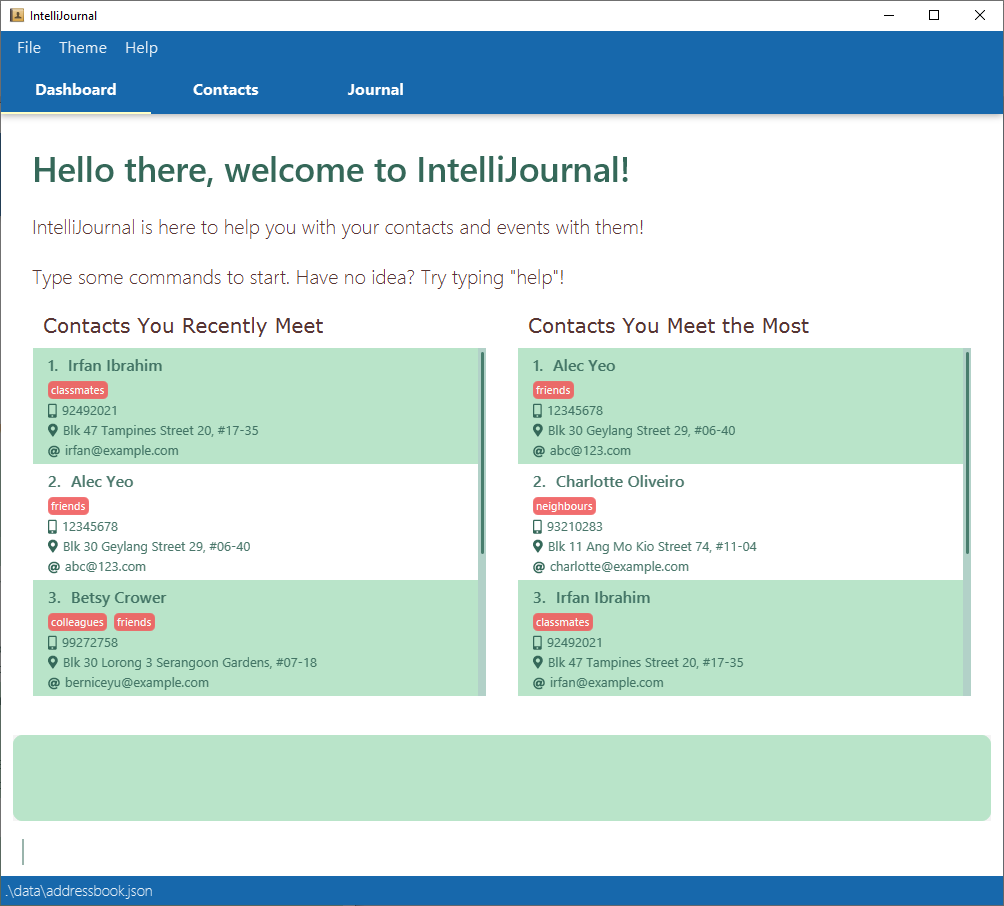 IntelliJournal
File Theme Help
Dashboard Contacts Journal
Hello there, welcome to IntelliJournal!
IntelliJournal is here to help you with your contacts and events with them!
Type some commands to start. Have no idea? Try typing "help"!
Contacts You Recently Meet
1. Irfan Ibrahim
classmates
92492021
Blk 47 Tampines Street 20, #17-35
@ irfan@example.com
2. Alec Yeo
friends
12345678
Blk 30 Geylang Street 29, #06-40
@ abc@123.com
3. Betsy Crower
colleagues friends
99272758
Blk 30 Lorong 3 Serangoon Gardens, #07-18
@ berniceyu@example.com
Contacts You Meet the Most
1. Alec Yeo
friends
12345678
Blk 30 Geylang Street 29, #06-40
@ abc@123.com
2. Charlotte Oliveiro
neighbours
93210283
Blk 11 Ang Mo Kio Street 74, #11-04
@ charlotte@example.com
3. Irfan Ibrahim
classmates
92492021
Blk 47 Tampines Street 20, #17-35
@ irfan@example.com
.\data\addressbook.json